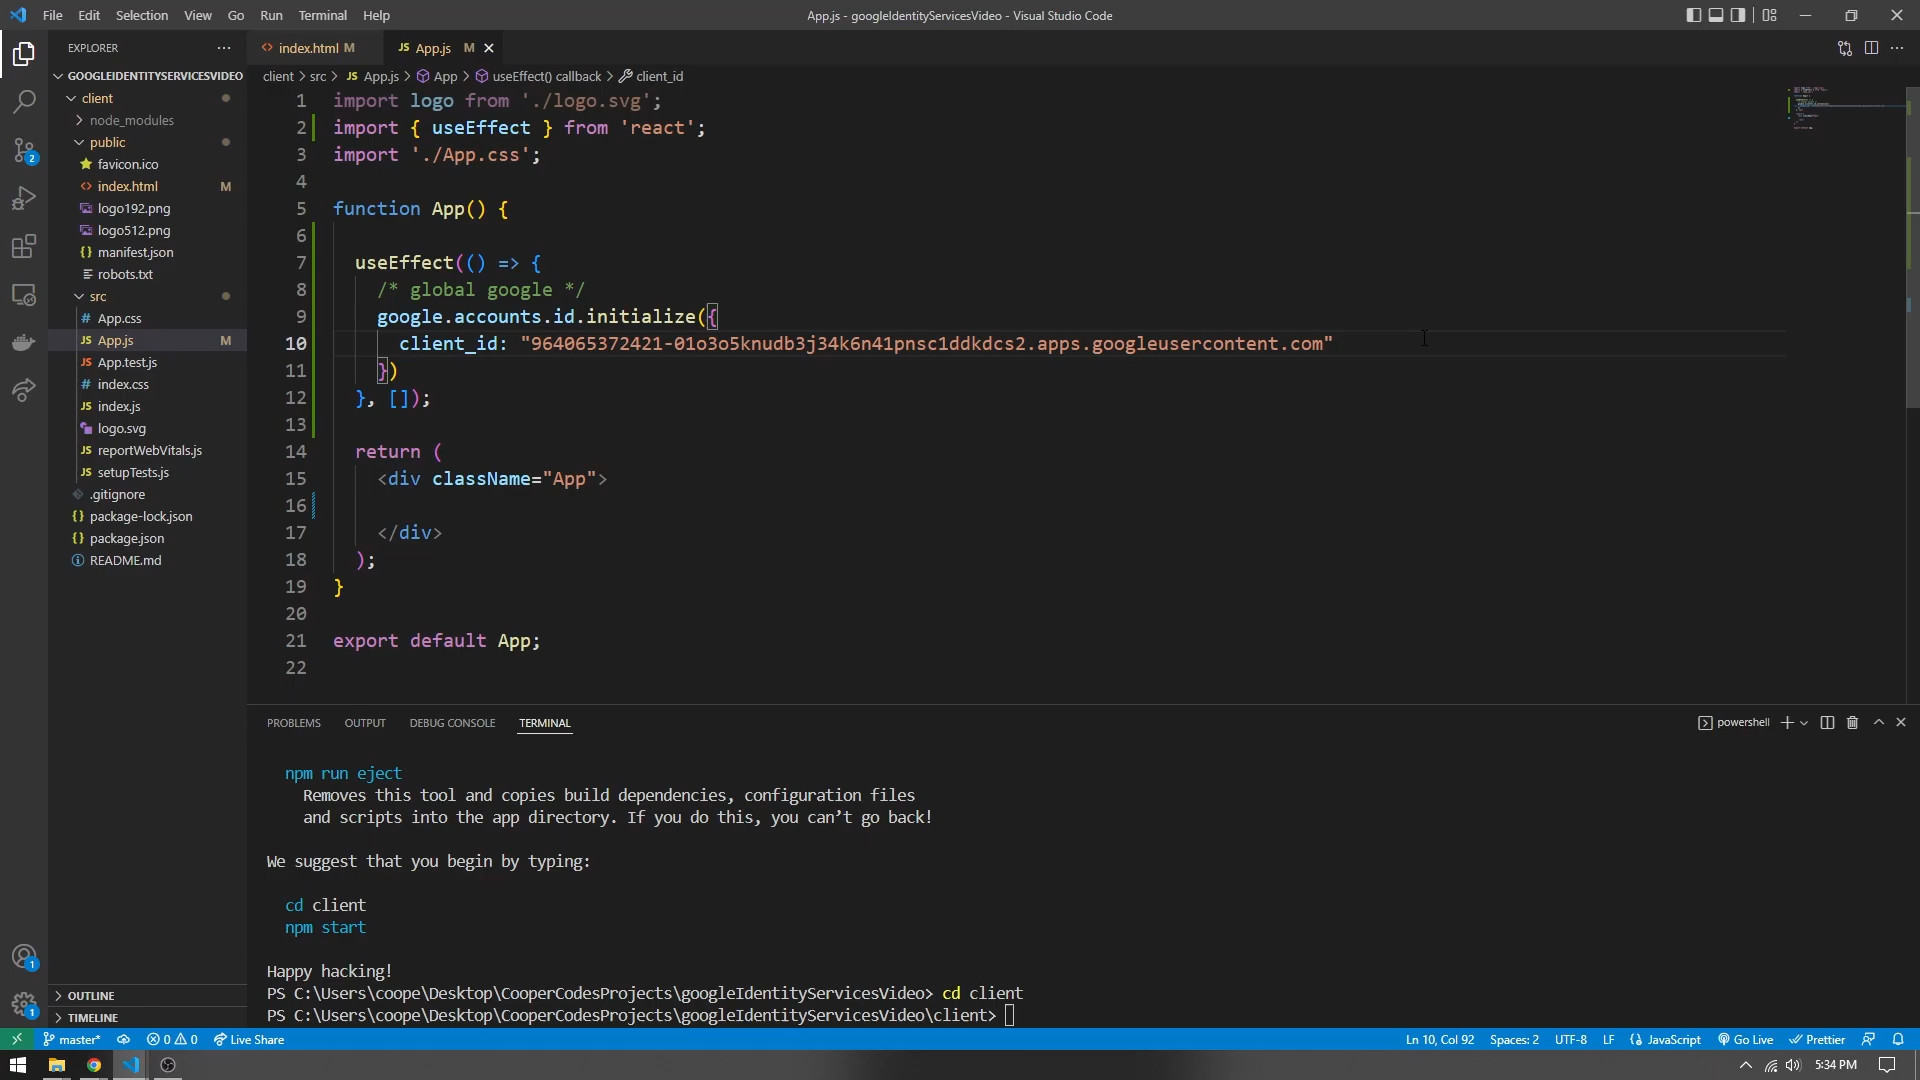 File Edit Selection View Go Run Terminal Help
App.js - googleIdentityServicesVideo - Visual Studio Code
EXPLORER
index.html M
JS App.js M
GOOGLEIDENTITYSERVICESVIDEO
client > src > JS App.js > App > useEffect() callback > client_id
client
node_modules
public
favicon.ico
index.html M
logo192.png
logo512.png
{} manifest.json
robots.txt
src
# App.css
JS App.js M
JS App.test.js
# index.css
JS index.js
logo.svg
JS reportWebVitals.js
JS setupTests.js
.gitignore
{} package-lock.json
{} package.json
README.md
OUTLINE
TIMELINE
2
1
1
1 import logo from './logo.svg';
2 import { useEffect } from 'react';
3 import './App.css';
4
5 function App() {
6
7 useEffect(() => {
8 /* global google */
9 google.accounts.id.initialize({
10 client_id: "964065372421-01o3o5knudb3j34k6n41pnsc1ddkdcs2.apps.googleusercontent.com"
11 })
12 }, []);
13
14 return (
15 <div className="App">
16
17 </div>
18 );
19 }
20
21 export default App;
22
PROBLEMS OUTPUT DEBUG CONSOLE TERMINAL
powershell
npm run eject
Removes this tool and copies build dependencies, configuration files
and scripts into the app directory. If you do this, you can’t go back!
We suggest that you begin by typing:
cd client
npm start
Happy hacking!
PS C:\Users\coope\Desktop\CooperCodesProjects\googleIdentityServicesVideo> cd client
PS C:\Users\coope\Desktop\CooperCodesProjects\googleIdentityServicesVideo\client>
master* 0 0 Live Share
Ln 10, Col 92 Spaces: 2 UTF-8 LF {} JavaScript Go Live Prettier
5:34 PM